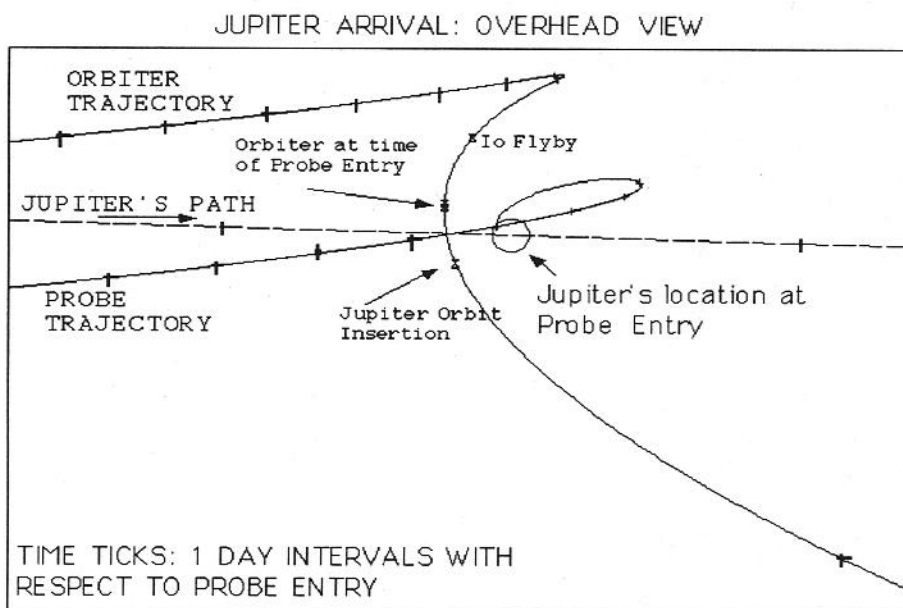 JUPITER ARRIVAL: OVERHEAD VIEW
ORBITER
TRAJECTORY
Orbiter at time
of Probe Entry
Io Flyby
JUPITER'S PATH
PROBE
TRAJECTORY
Jupiter Orbit
Insertion
Jupiter's location at
Probe Entry
TIME TICKS: 1 DAY INTERVALS WITH
RESPECT TO PROBE ENTRY